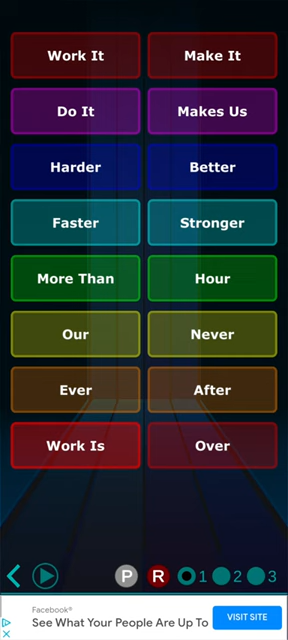 Work It
Make It
Do It
Makes Us
Harder
Better
Faster
Stronger
More Than
Hour
Our
Never
Ever
After
Work Is
Over
P
R
1
2
3
Facebook®
See What Your People Are Up To
VISIT SITE